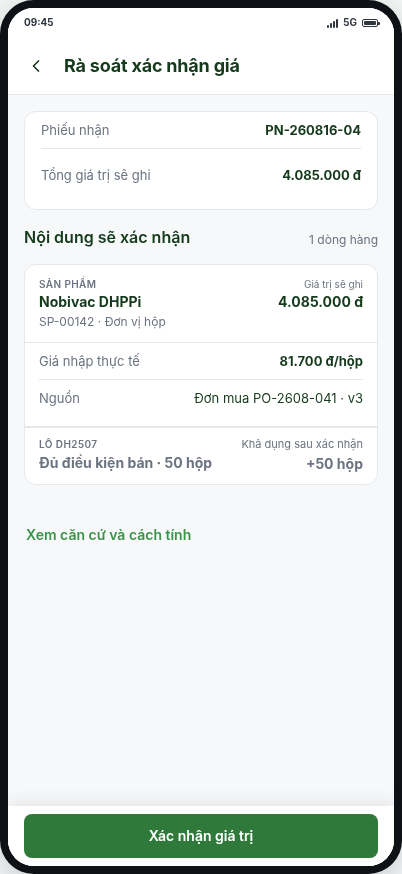 09:45
5G
Rà soát xác nhận giá
Phiếu nhận PN-260816-04
Tổng giá trị sẽ ghi 4.085.000 đ
Nội dung sẽ xác nhận 1 dòng hàng
SẢN PHẨM Giá trị sẽ ghi
Nobivac DHPPi 4.085.000 đ
SP-00142 · Đơn vị hộp
Giá nhập thực tế 81.700 đ/hộp
Nguồn Đơn mua PO-2608-041 · v3
LÔ DH2507 Khả dụng sau xác nhận
Đủ điều kiện bán · 50 hộp +50 hộp
Xem căn cứ và cách tính
Xác nhận giá trị